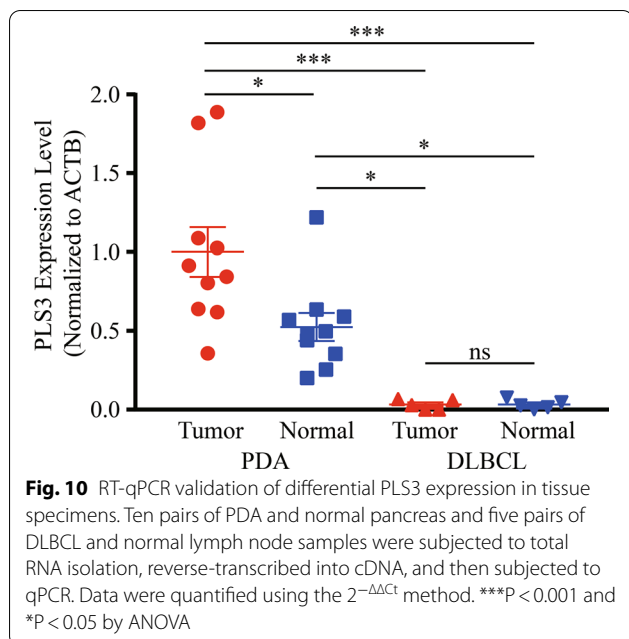 ***
***
*
*
*
ns
2.0
1.5
1.0
0.5
0.0
PLS3 Expression Level
(Normalized to ACTB)
Tumor Normal Tumor Normal
PDA DLBCL
Fig. 10 RT-qPCR validation of differential PLS3 expression in tissue
specimens. Ten pairs of PDA and normal pancreas and five pairs of
DLBCL and normal lymph node samples were subjected to total
RNA isolation, reverse-transcribed into cDNA, and then subjected to
qPCR. Data were quantified using the 2−ΔΔCt method. ***P < 0.001 and
*P < 0.05 by ANOVA